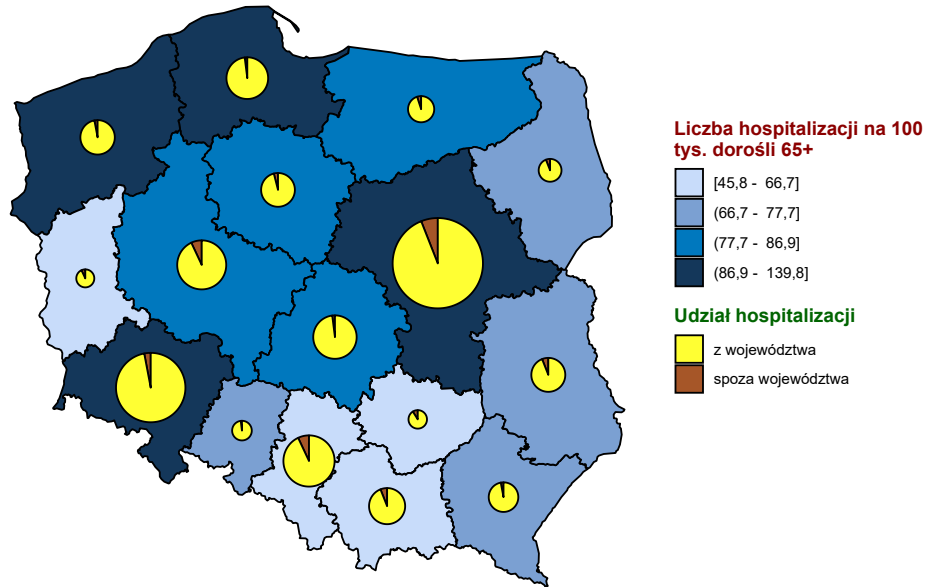 Liczba hospitalizacji na 100
tys. dorośli 65+
[45,8 - 66,7]
(66,7 - 77,7]
(77,7 - 86,9]
(86,9 - 139,8]
Udział hospitalizacji
z województwa
spoza województwa